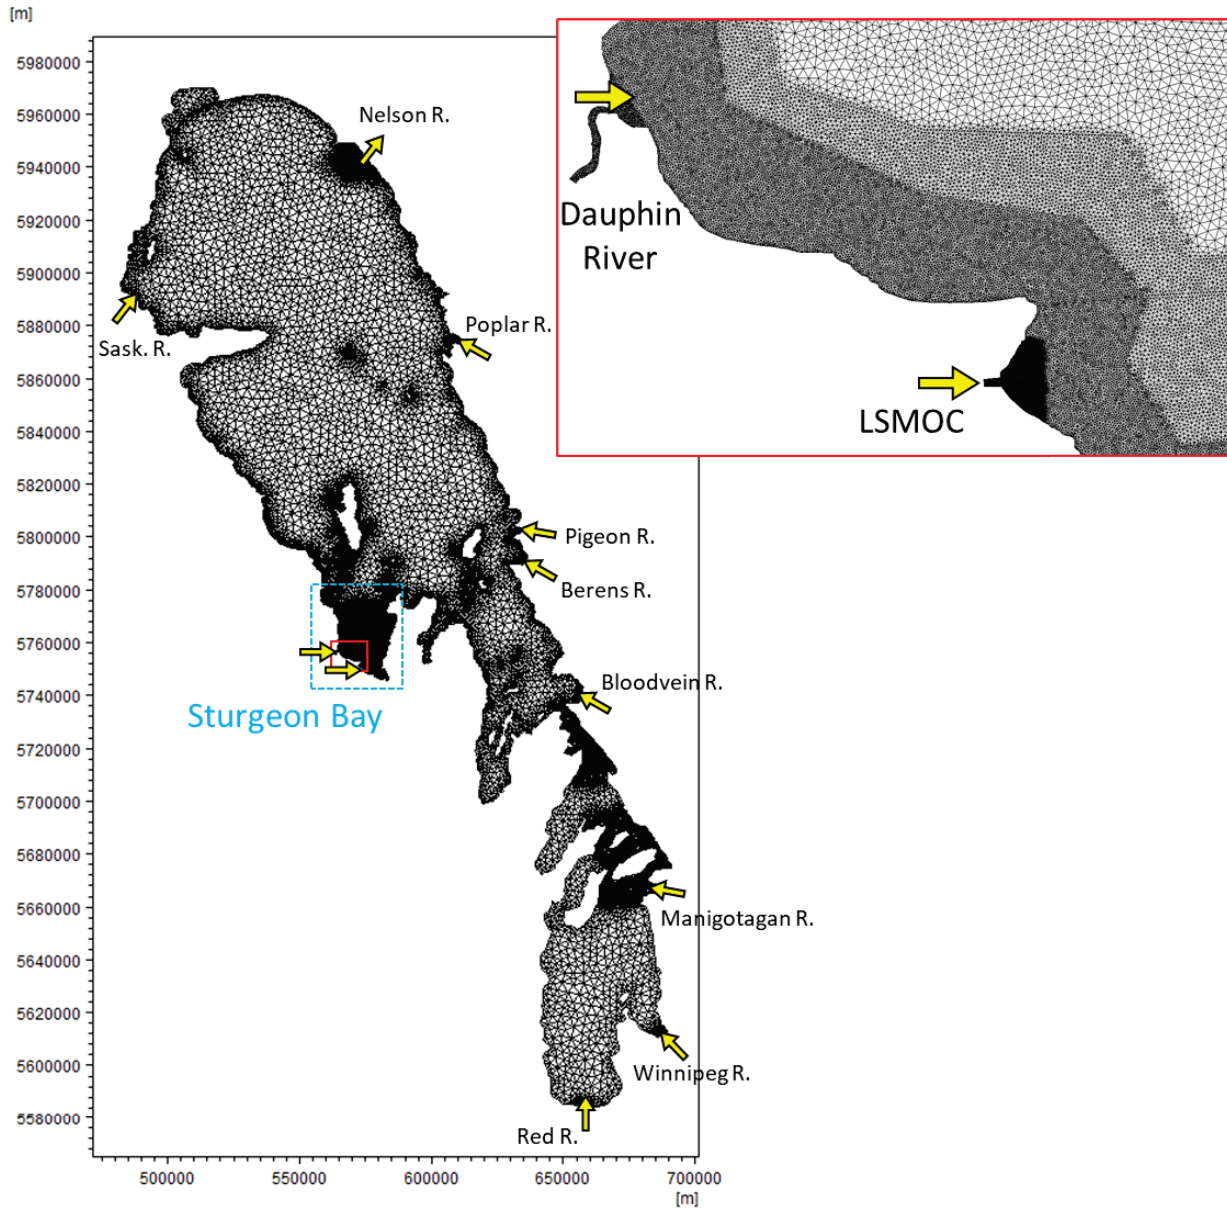 [m]
5980000
5960000
5940000
5920000
5900000
5880000
5860000
5840000
5820000
5800000
5780000
5760000
5740000
5720000
5700000
5680000
5660000
5640000
5620000
5600000
5580000
Nelson R.
Sask. R.
Poplar R.
Dauphin
River
LSMOC
Pigeon R.
Berens R.
Sturgeon Bay
Bloodvein R.
Manigotagan R.
Winnipeg R.
Red R.
500000
550000
600000
650000
700000
[m]